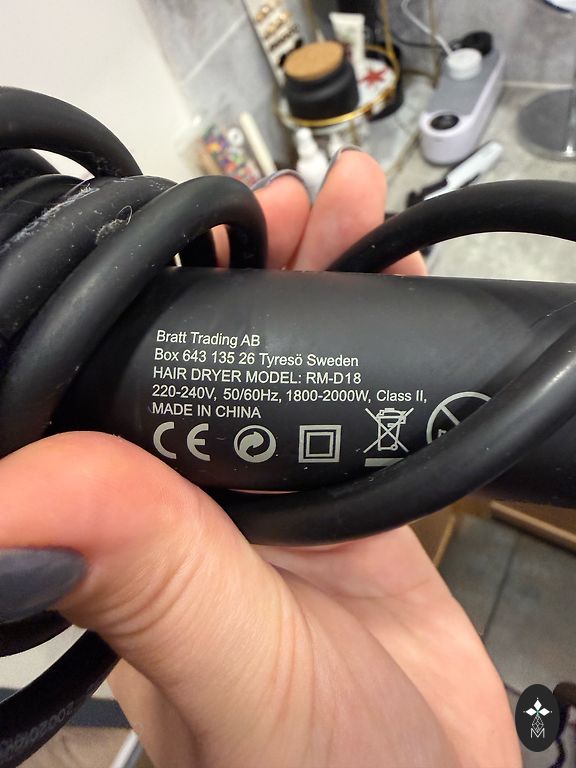 Bratt Trading AB
Box 643 135 26 Tyresö Sweden
HAIR DRYER MODEL: RM-D18
220-240V, 50/60Hz, 1800-2000W, Class II,
MADE IN CHINA
CE
M